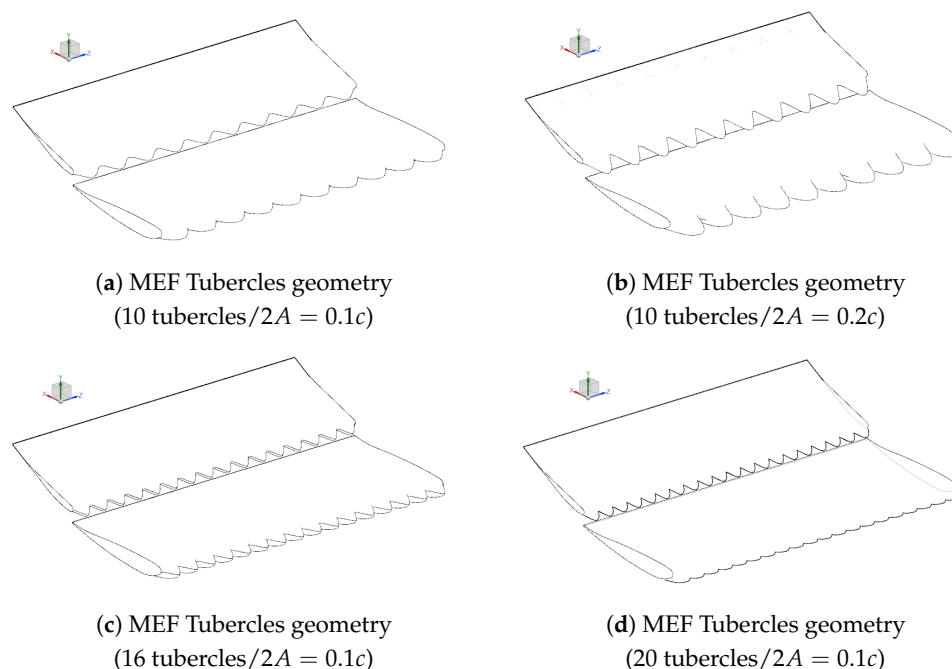 Y
X
Z
Y
X
Z
(a) MEF Tubercles geometry
(10 tubercles/2A = 0.1c)
(b) MEF Tubercles geometry
(10 tubercles/2A = 0.2c)
Y
X
Z
Y
X
Z
(c) MEF Tubercles geometry
(16 tubercles/2A = 0.1c)
(d) MEF Tubercles geometry
(20 tubercles/2A = 0.1c)